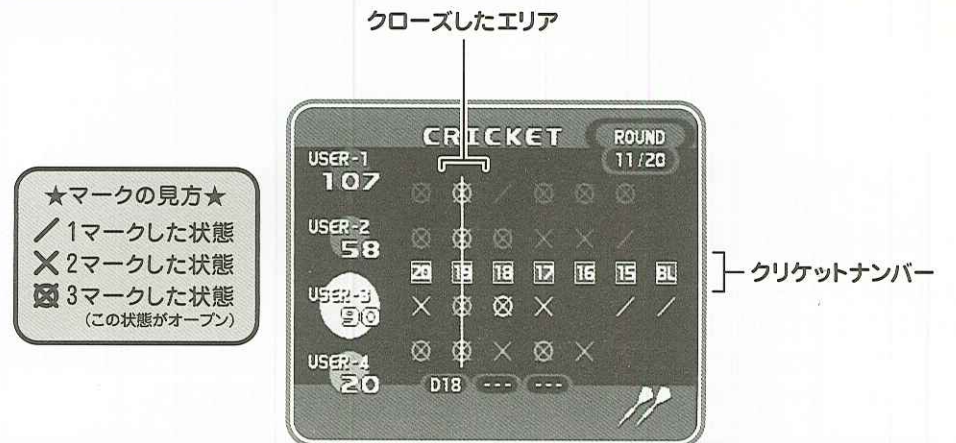 クローズしたエリア
CRICKET
ROUND
11/20
USER-1
107
USER-2
58
20 19 18 17 16 15 BL
USER-3
90
USER-4
20
D18 --- ---
クリケットナンバー
★マークの見方★
/ 1マークした状態
× 2マークした状態
3マークした状態
(この状態がオープン)